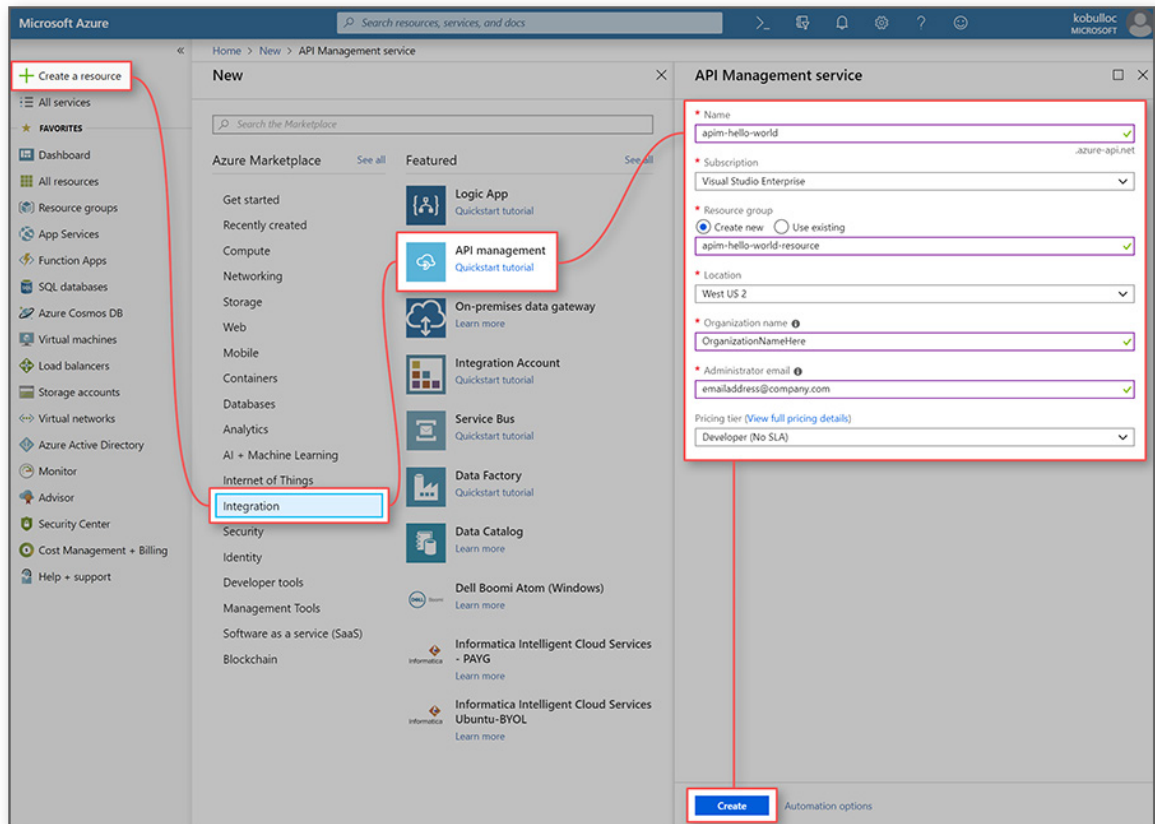 Microsoft Azure
Search resources, services, and docs
kobulloc
MICROSOFT
Home > New > API Management service
Create a resource
All services
FAVORITES
Dashboard
All resources
Resource groups
App Services
Function Apps
SQL databases
Azure Cosmos DB
Virtual machines
Load balancers
Storage accounts
Virtual networks
Azure Active Directory
Monitor
Advisor
Security Center
Cost Management + Billing
Help + support
New
Search the Marketplace
Azure Marketplace See all
Get started
Recently created
Compute
Networking
Storage
Web
Mobile
Containers
Databases
Analytics
AI + Machine Learning
Internet of Things
Integration
Security
Identity
Developer tools
Management Tools
Software as a service (SaaS)
Blockchain
Featured See all
Logic App
Quickstart tutorial
API management
Quickstart tutorial
On-premises data gateway
Learn more
Integration Account
Quickstart tutorial
Service Bus
Quickstart tutorial
Data Factory
Quickstart tutorial
Data Catalog
Learn more
DELL Boomi
Dell Boomi Atom (Windows)
Learn more
Informatica
Informatica Intelligent Cloud Services
- PAYG
Learn more
Informatica
Informatica Intelligent Cloud Services
Ubuntu-BYOL
Learn more
API Management service
* Name
apim-hello-world
.azure-api.net
* Subscription
Visual Studio Enterprise
* Resource group
Create new Use existing
apim-hello-world-resource
* Location
West US 2
* Organization name
OrganizationNameHere
* Administrator email
emailaddress@company.com
Pricing tier (View full pricing details)
Developer (No SLA)
Create Automation options